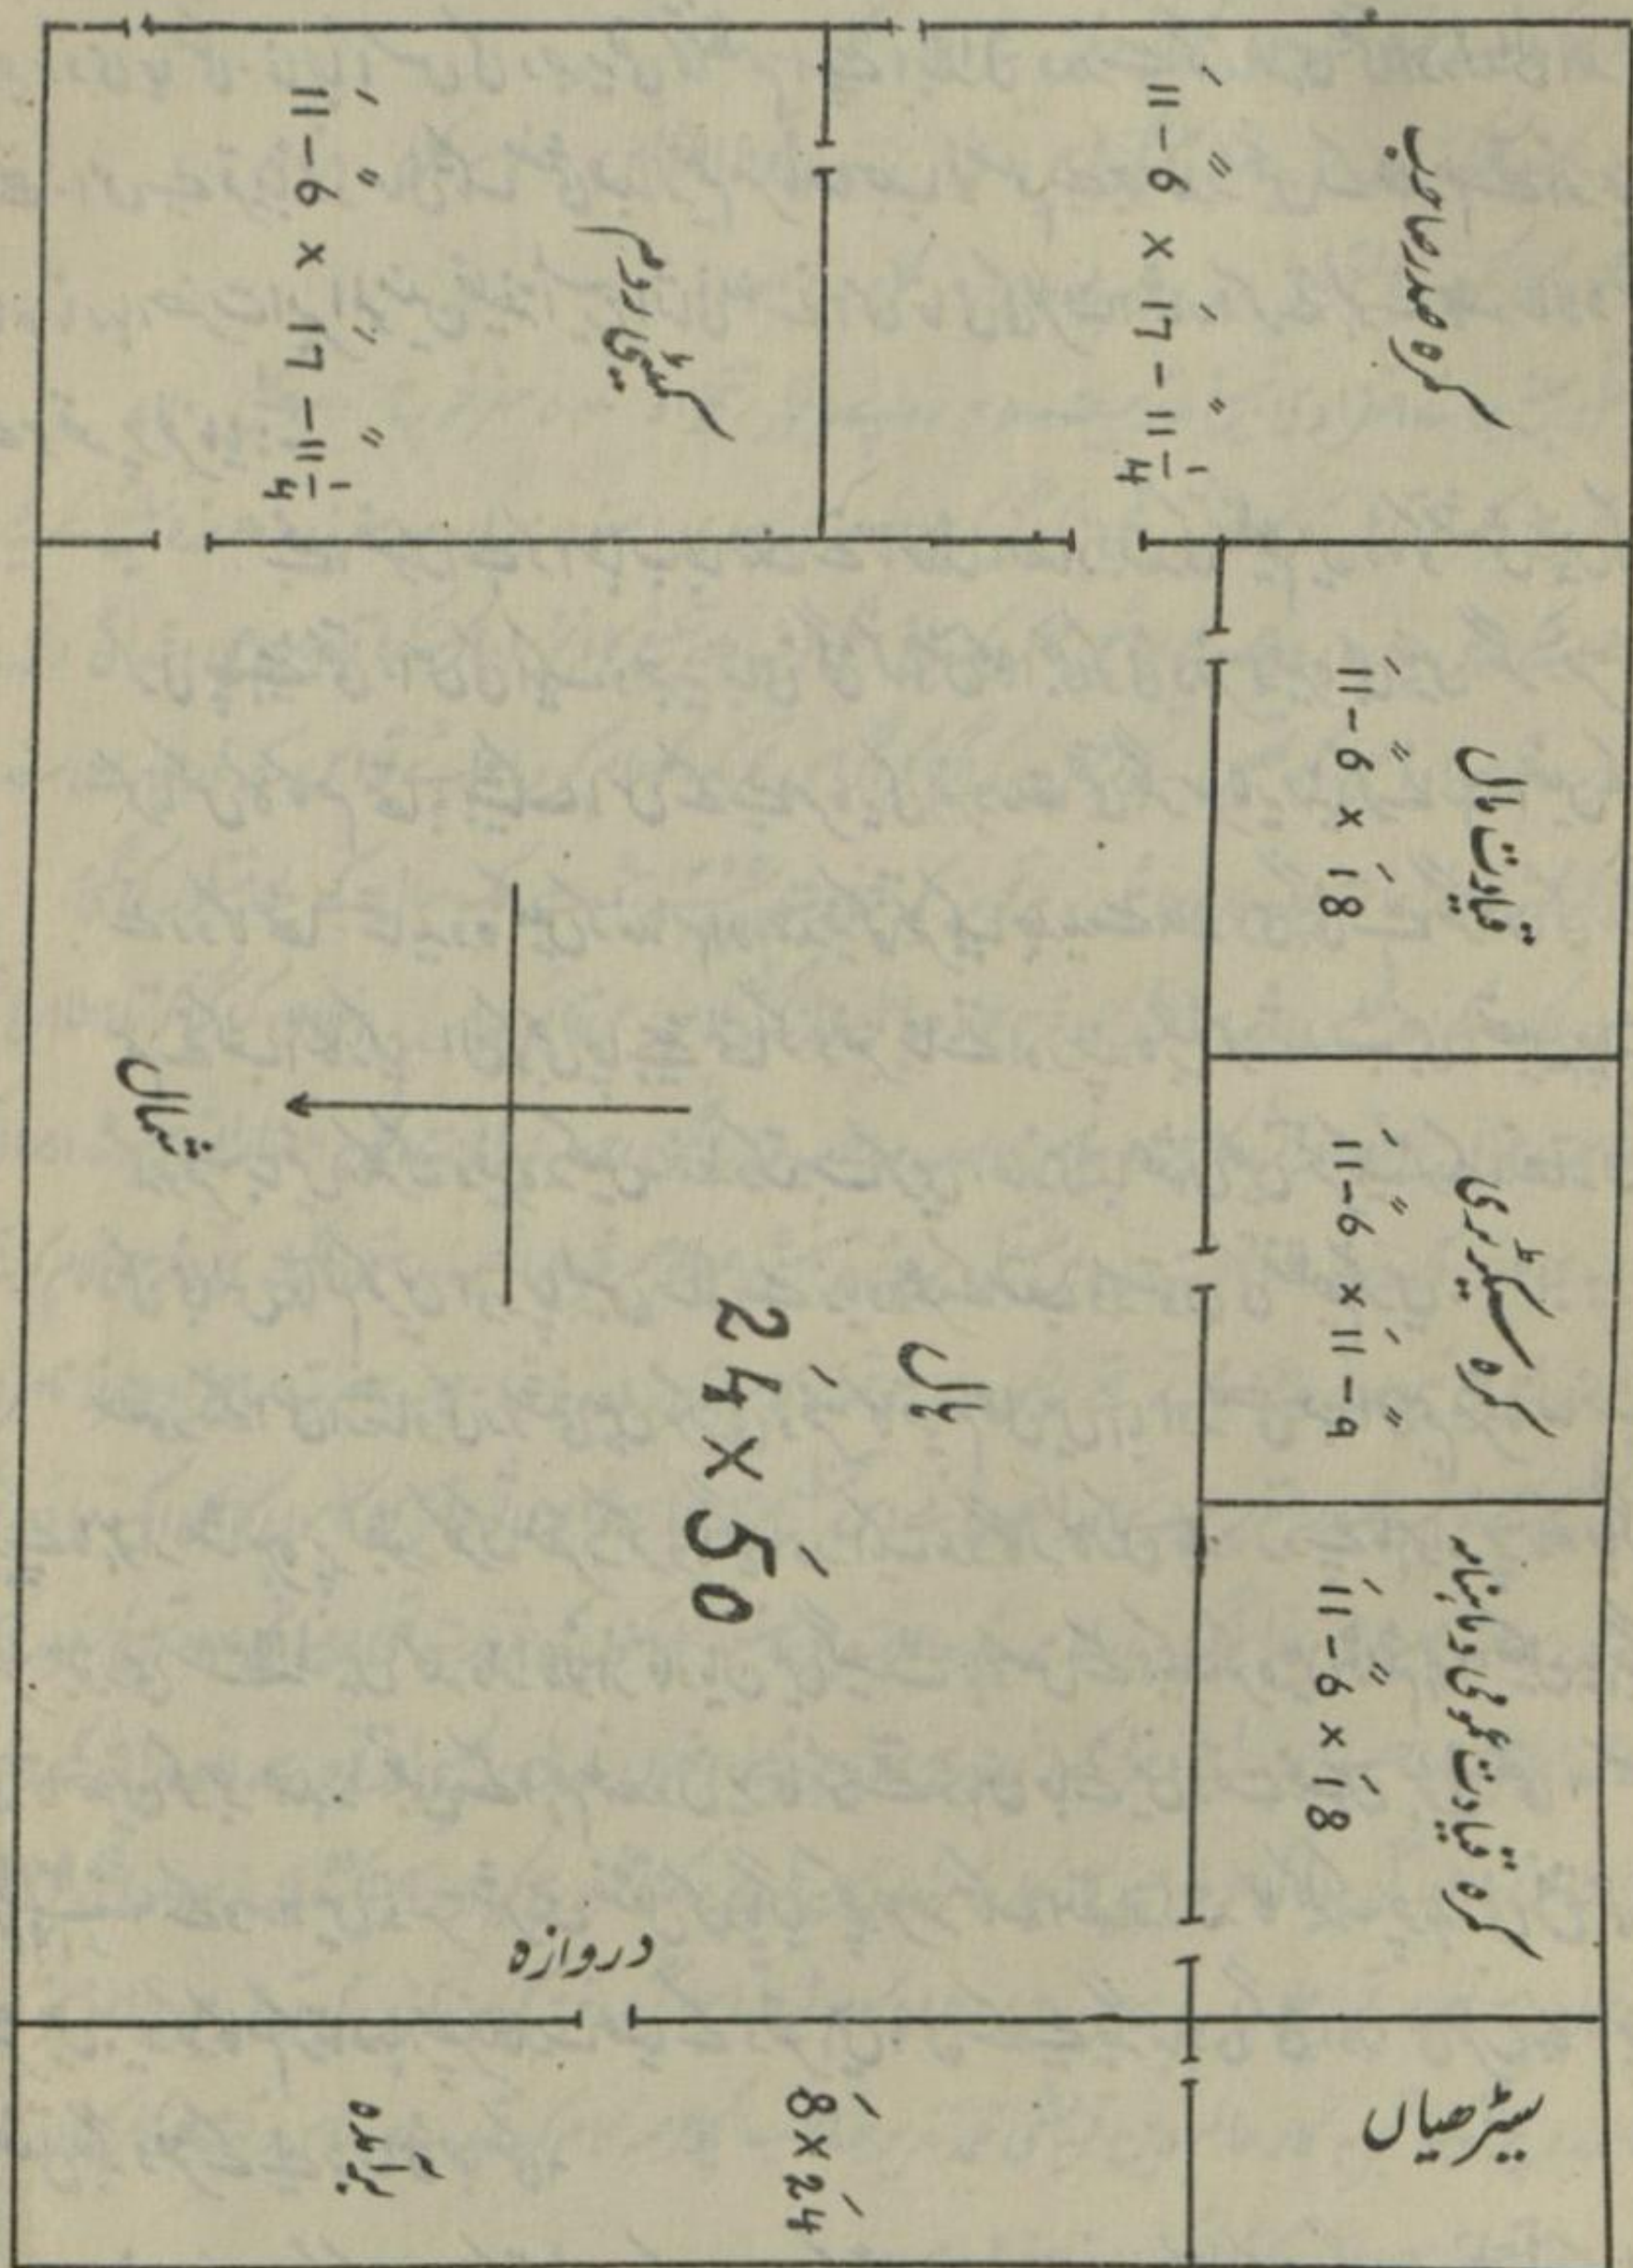 کمرہ صدر صاحب
11'-6" x 17'-11 1/4"
کمیٹی روم
11'-6" x 17'-11 1/4"
قیادت مال
11'-6" x 18'
کمرہ سیکرٹری
11'-6" x 11'-9"
کمرہ قیادت عمومی و ماہنامہ
11'-6" x 18'
ہال
24' x 50'
شمال
دروازہ
سیڑھیاں
8' x 24'
برآمدہ